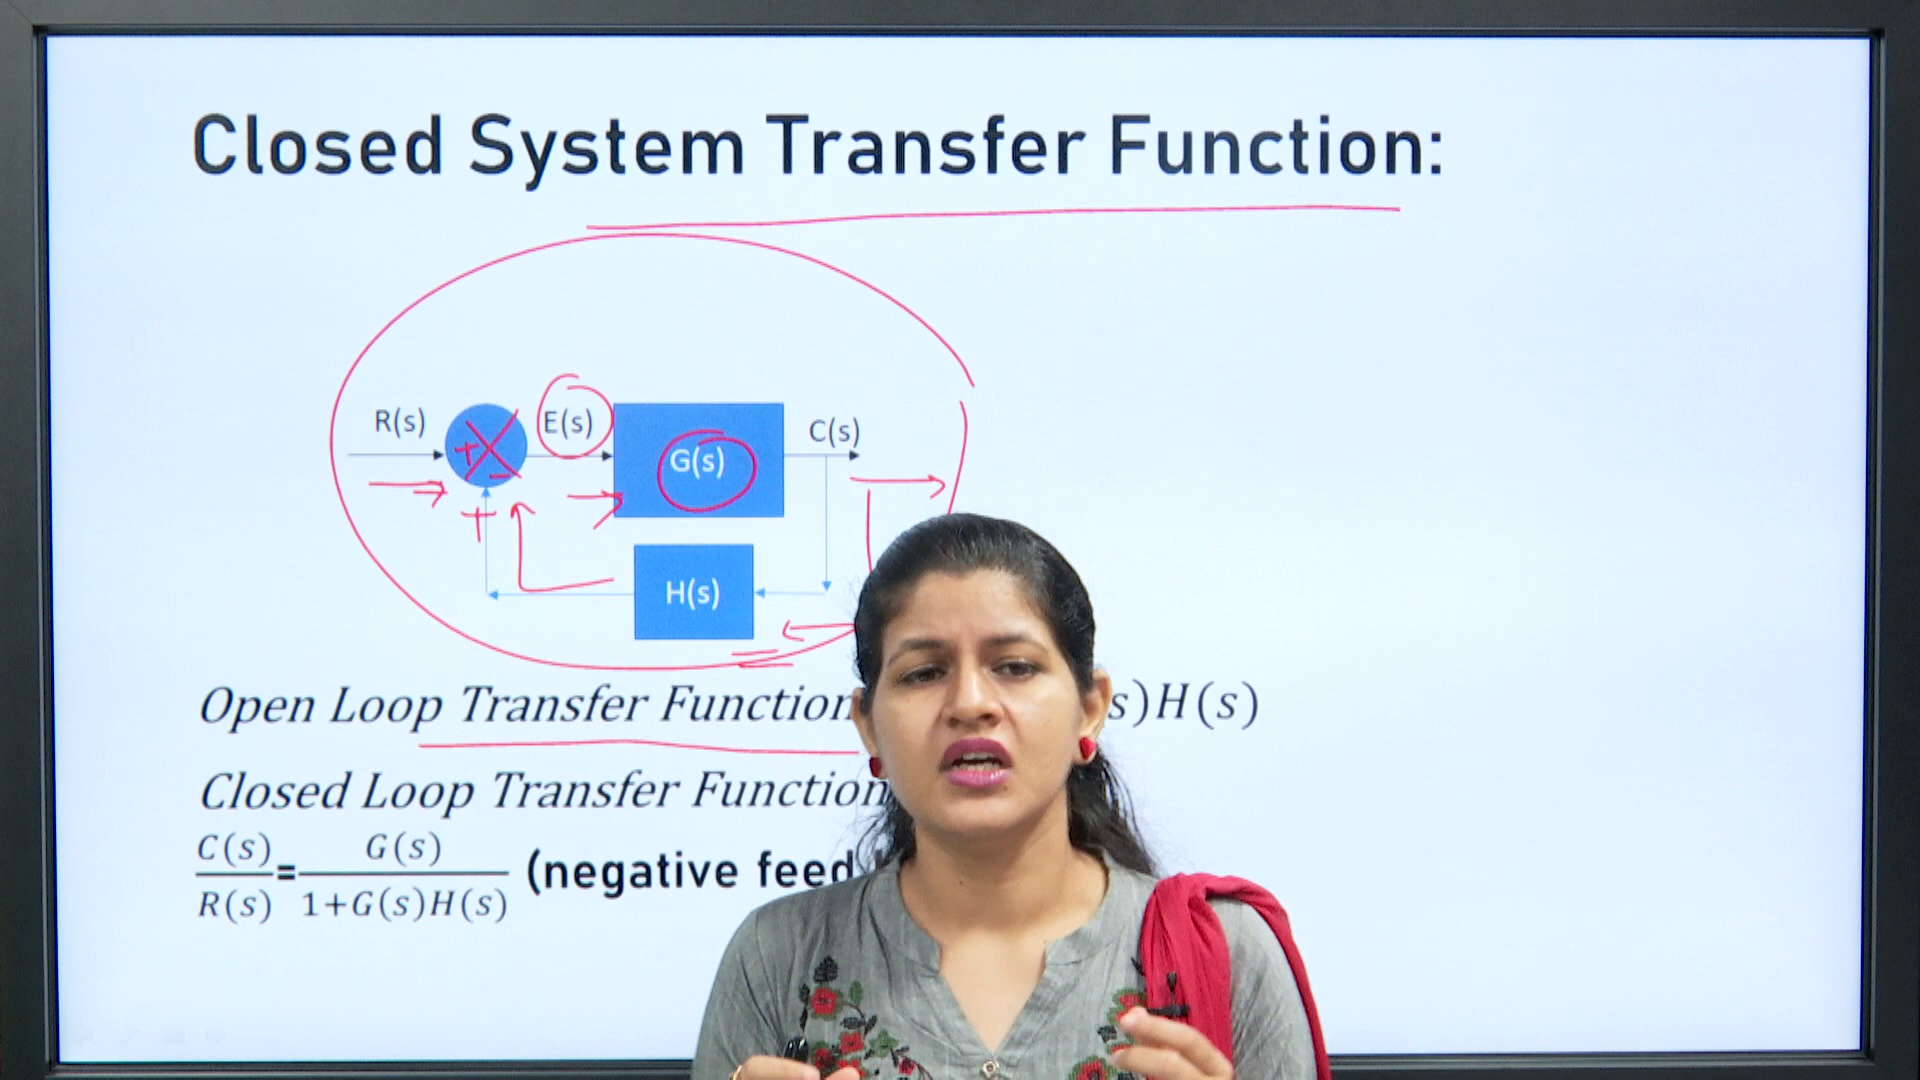 Closed System Transfer Function:
R(s)
+
-
+
E(s)
G(s)
C(s)
H(s)
Open Loop Transfer Function s)H(s)
Closed Loop Transfer Function
C(s)/R(s)=G(s)/1+G(s)H(s) (negative feed